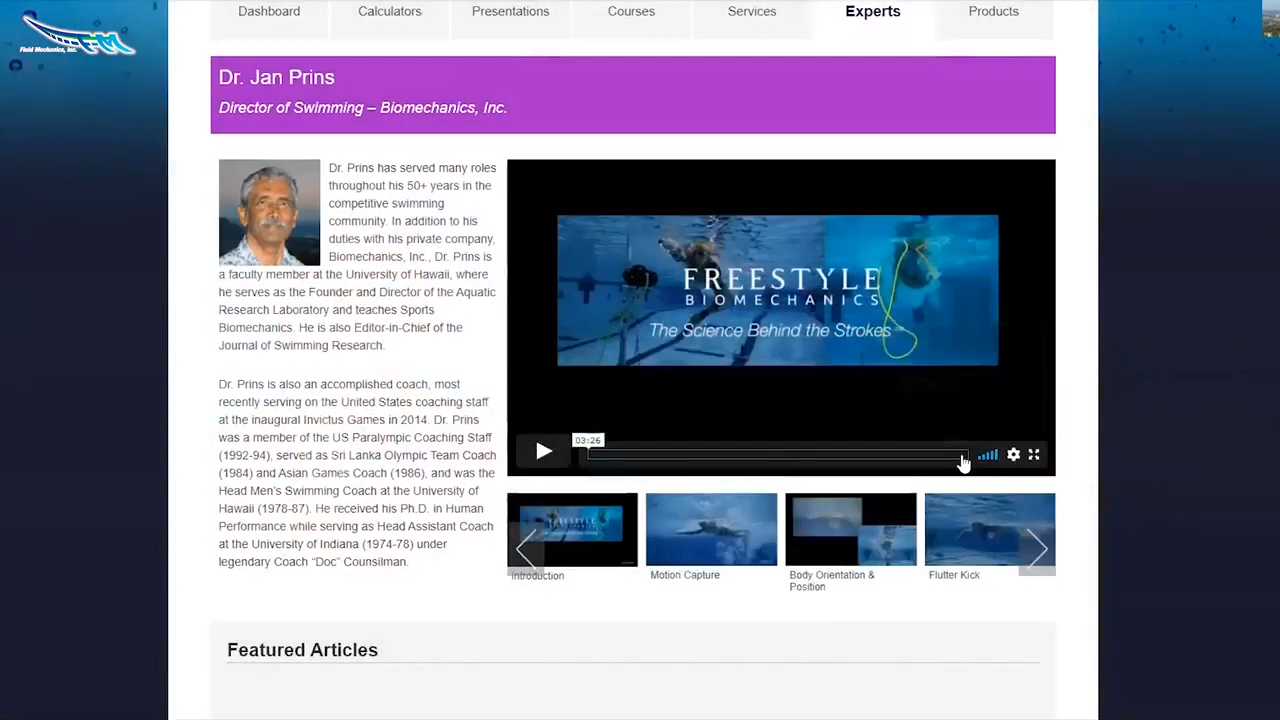 Dashboard
Calculators
Presentations
Courses
Services
Experts
Products
FM
Fluid Mechanics, Inc.
Dr. Jan Prins
Director of Swimming – Biomechanics, Inc.
Dr. Prins has served many roles
throughout his 50+ years in the
competitive swimming
community. In addition to his
duties with his private company,
Biomechanics, Inc., Dr. Prins is
a faculty member at the University of Hawaii, where
he serves as the Founder and Director of the Aquatic
Research Laboratory and teaches Sports
Biomechanics. He is also Editor-in-Chief of the
Journal of Swimming Research.
Dr. Prins is also an accomplished coach, most
recently serving on the United States coaching staff
at the inaugural Invictus Games in 2014. Dr. Prins
was a member of the US Paralympic Coaching Staff
(1992-94), served as Sri Lanka Olympic Team Coach
(1984) and Asian Games Coach (1986), and was the
Head Men's Swimming Coach at the University of
Hawaii (1978-87). He received his Ph.D. in Human
Performance while serving as Head Assistant Coach
at the University of Indiana (1974-78) under
legendary Coach "Doc" Counsilman.
FREESTYLE
BIOMECHANICS
The Science Behind the Strokes
03:26
FREESTYLE
Introduction
Motion Capture
Body Orientation &
Position
Flutter Kick
Featured Articles